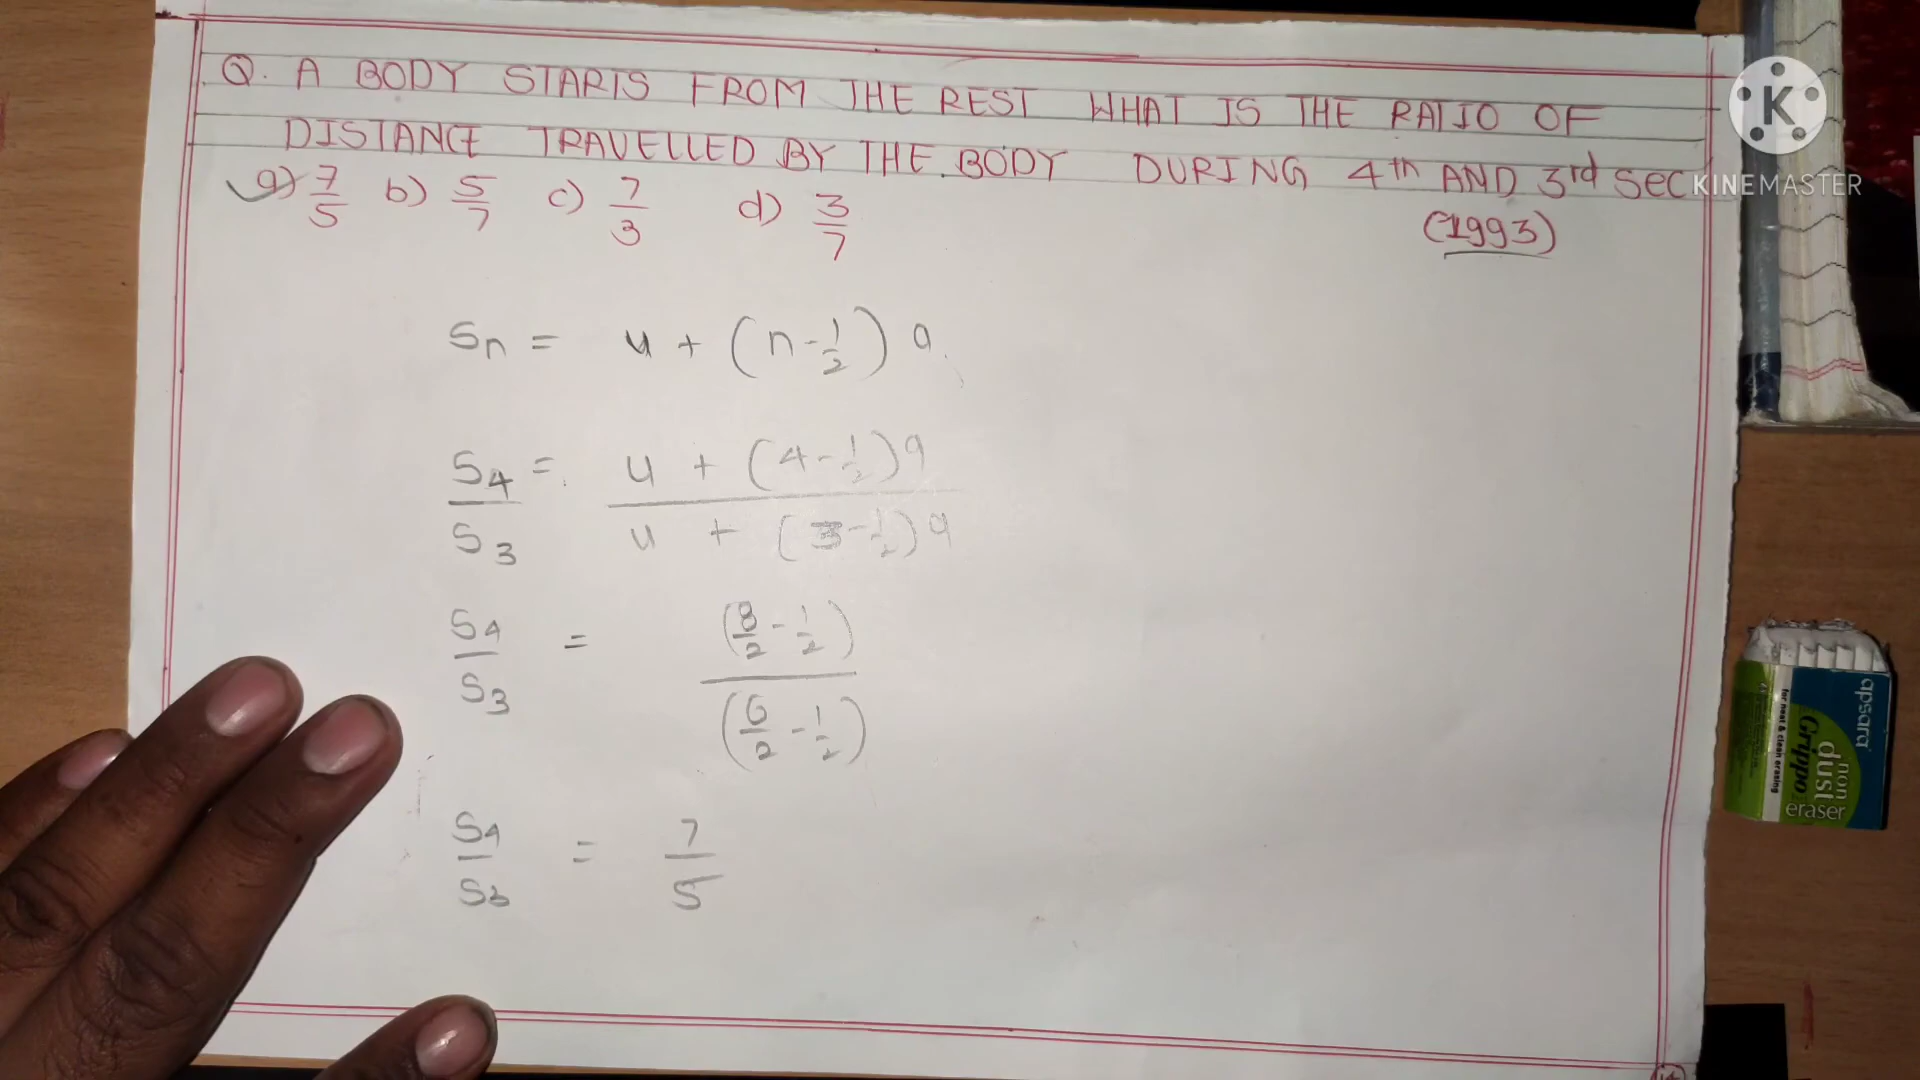 Q. A BODY STARTS FROM THE REST WHAT IS THE RATIO OF
DISTANCE TRAVELLED BY THE BODY DURING 4th AND 3rd SEC
a) 7/5 b) 5/7 c) 7/3 d) 3/7
(1993)
Sn = u + (n - 1/2) a.
S4/S3 = u + (4 - 1/2) a / u + (3 - 1/2) a
S4/S3 = (8/2 - 1/2) / (6/2 - 1/2)
S4/S3 = 7/5
K
KINEMASTER
apsara
non
dust
Grippo
eraser
for neat & clean erasing